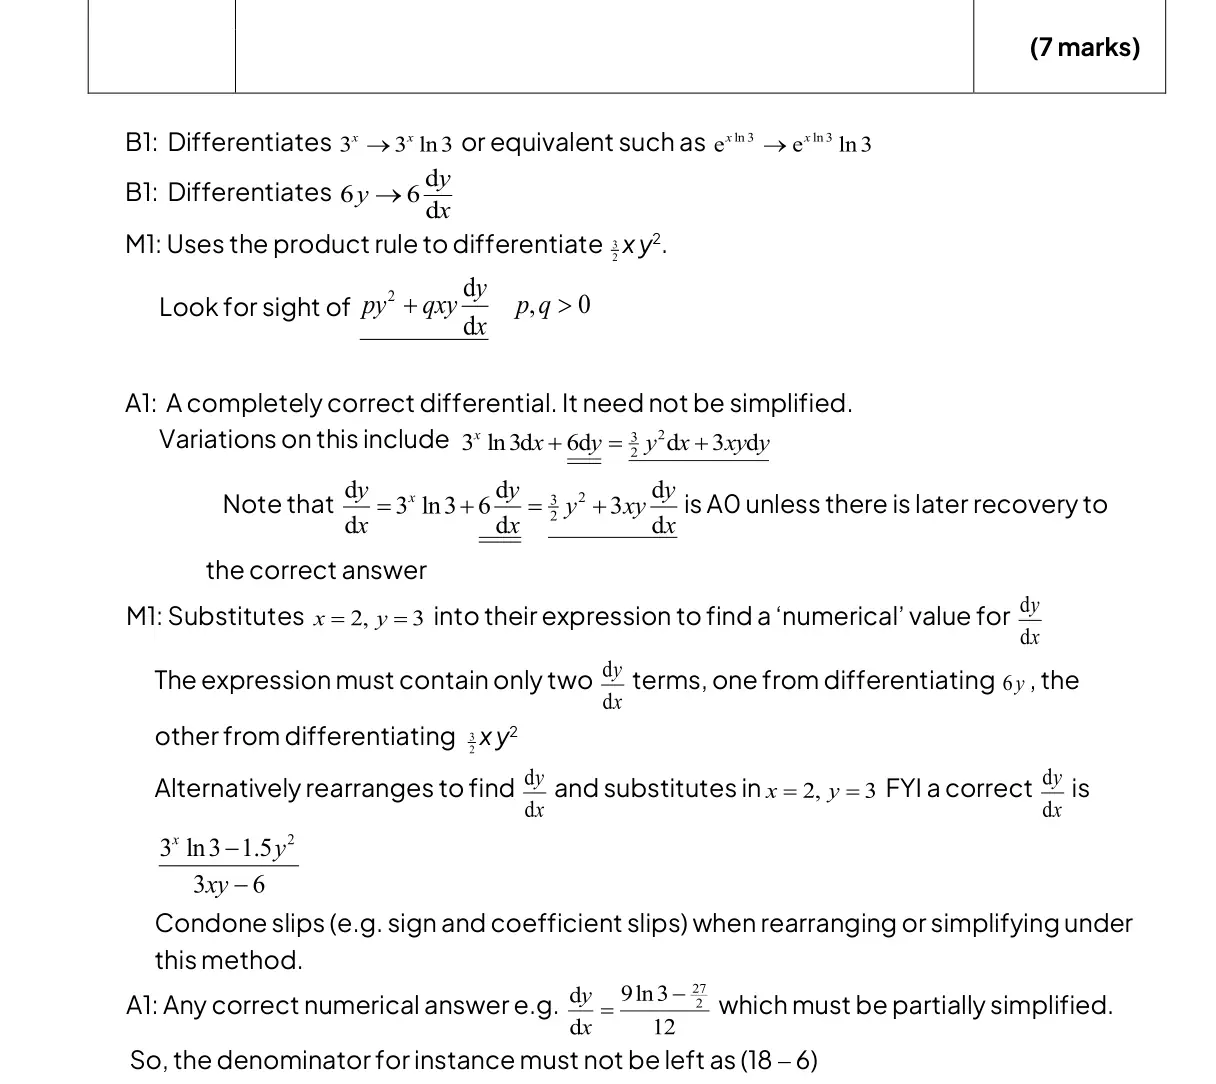 (7 marks)
B1: Differentiates 3ˣ → 3ˣ ln 3 or equivalent such as e^(x ln 3) → e^(x ln 3) ln 3
B1: Differentiates 6y → 6 dy/dx
M1: Uses the product rule to differentiate 3/2 x y².
Look for sight of py² + qxy dy/dx p, q > 0
A1: A completely correct differential. It need not be simplified.
Variations on this include 3ˣ ln 3dx + 6dy = 3/2 y²dx + 3xydy
Note that dy/dx = 3ˣ ln 3 + 6 dy/dx = 3/2 y² + 3xy dy/dx is A0 unless there is later recovery to
the correct answer
M1: Substitutes x = 2, y = 3 into their expression to find a ‘numerical’ value for dy/dx
The expression must contain only two dy/dx terms, one from differentiating 6y, the
other from differentiating 3/2 x y²
Alternatively rearranges to find dy/dx and substitutes in x = 2, y = 3 FYI a correct dy/dx is
(3ˣ ln 3 − 1.5y²)/(3xy − 6)
Condone slips (e.g. sign and coefficient slips) when rearranging or simplifying under
this method.
A1: Any correct numerical answer e.g. dy/dx = (9 ln 3 − 27/2)/12 which must be partially simplified.
So, the denominator for instance must not be left as (18 – 6)